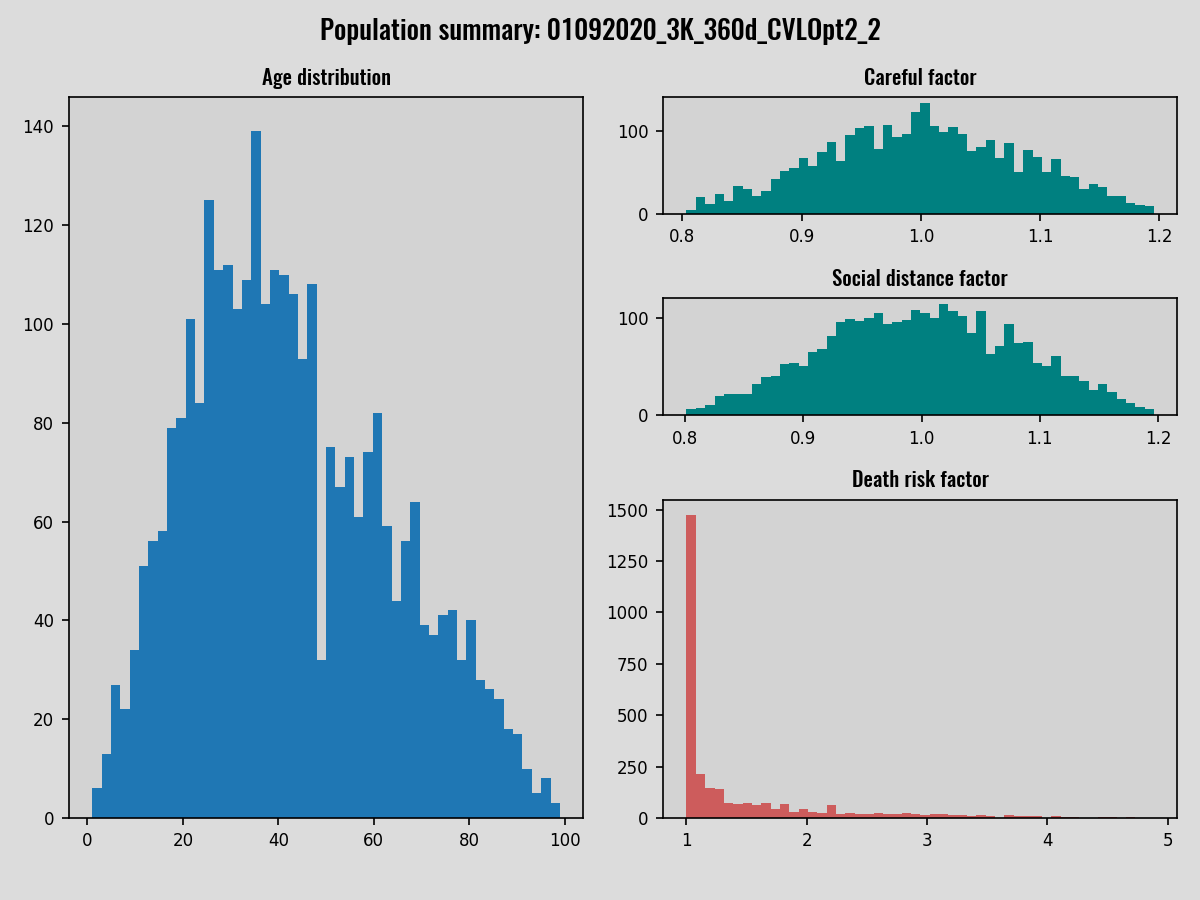 Population summary: 01092020_3K_360d_CVLOpt2_2
Age distribution
140
120
100
80
60
40
20
0
0 20 40 60 80 100
Careful factor
100
0
0.8 0.9 1.0 1.1 1.2
Social distance factor
100
0
0.8 0.9 1.0 1.1 1.2
Death risk factor
1500
1250
1000
750
500
250
0
1 2 3 4 5